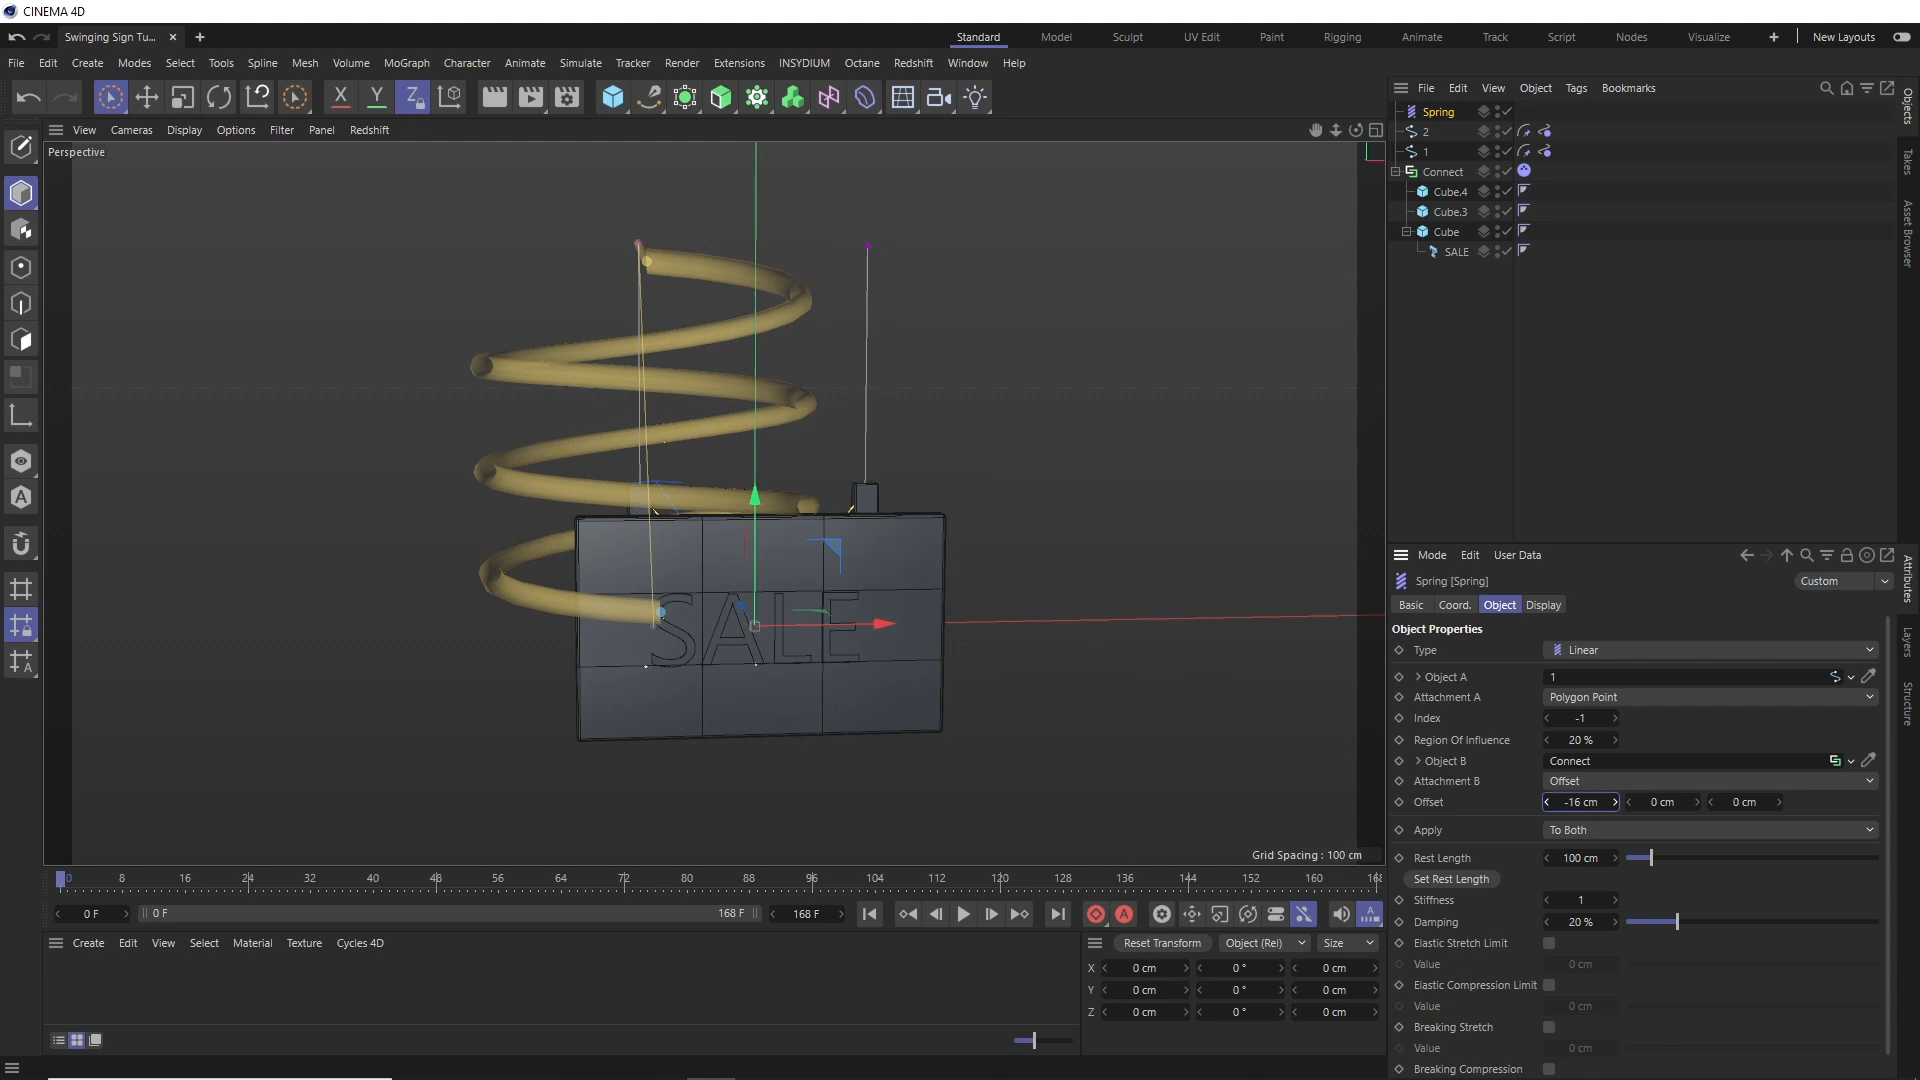 CINEMA 4D
Swinging Sign Tu...
Standard Model Sculpt UV Edit Paint Rigging Animate Track Script Nodes Visualize New Layouts
File Edit Create Modes Select Tools Spline Mesh Volume MoGraph Character Animate Simulate Tracker Render Extensions INSYDIUM Octane Redshift Window Help
X Y Z
File Edit View Object Tags Bookmarks
View Cameras Display Options Filter Panel Redshift
Perspective
Spring
2
1
Connect
Cube.4
Cube.3
Cube
SALE
Objects
Takes
Asset Browser
SALE
Grid Spacing : 100 cm
Mode Edit User Data
Spring [Spring]
Custom
Basic Coord. Object Display
Object Properties
Type Linear
Object A 1
Attachment A Polygon Point
Index -1
Region Of Influence 20 %
Object B Connect
Attachment B Offset
Offset -16 cm 0 cm 0 cm
Apply To Both
Rest Length 100 cm
Set Rest Length
Stiffness 1
Damping 20 %
Elastic Stretch Limit
Value 0 cm
Elastic Compression Limit
Value 0 cm
Breaking Stretch
Value 0 cm
Breaking Compression
Attributes
Layers
Structure
0 8 16 24 32 40 48 56 64 72 80 88 96 104 112 120 128 136 144 152 160
0 F 0 F 168 F 168 F
Create Edit View Select Material Texture Cycles 4D
Reset Transform Object (Rel) Size
X 0 cm 0 ° 0 cm
Y 0 cm 0 ° 0 cm
Z 0 cm 0 ° 0 cm